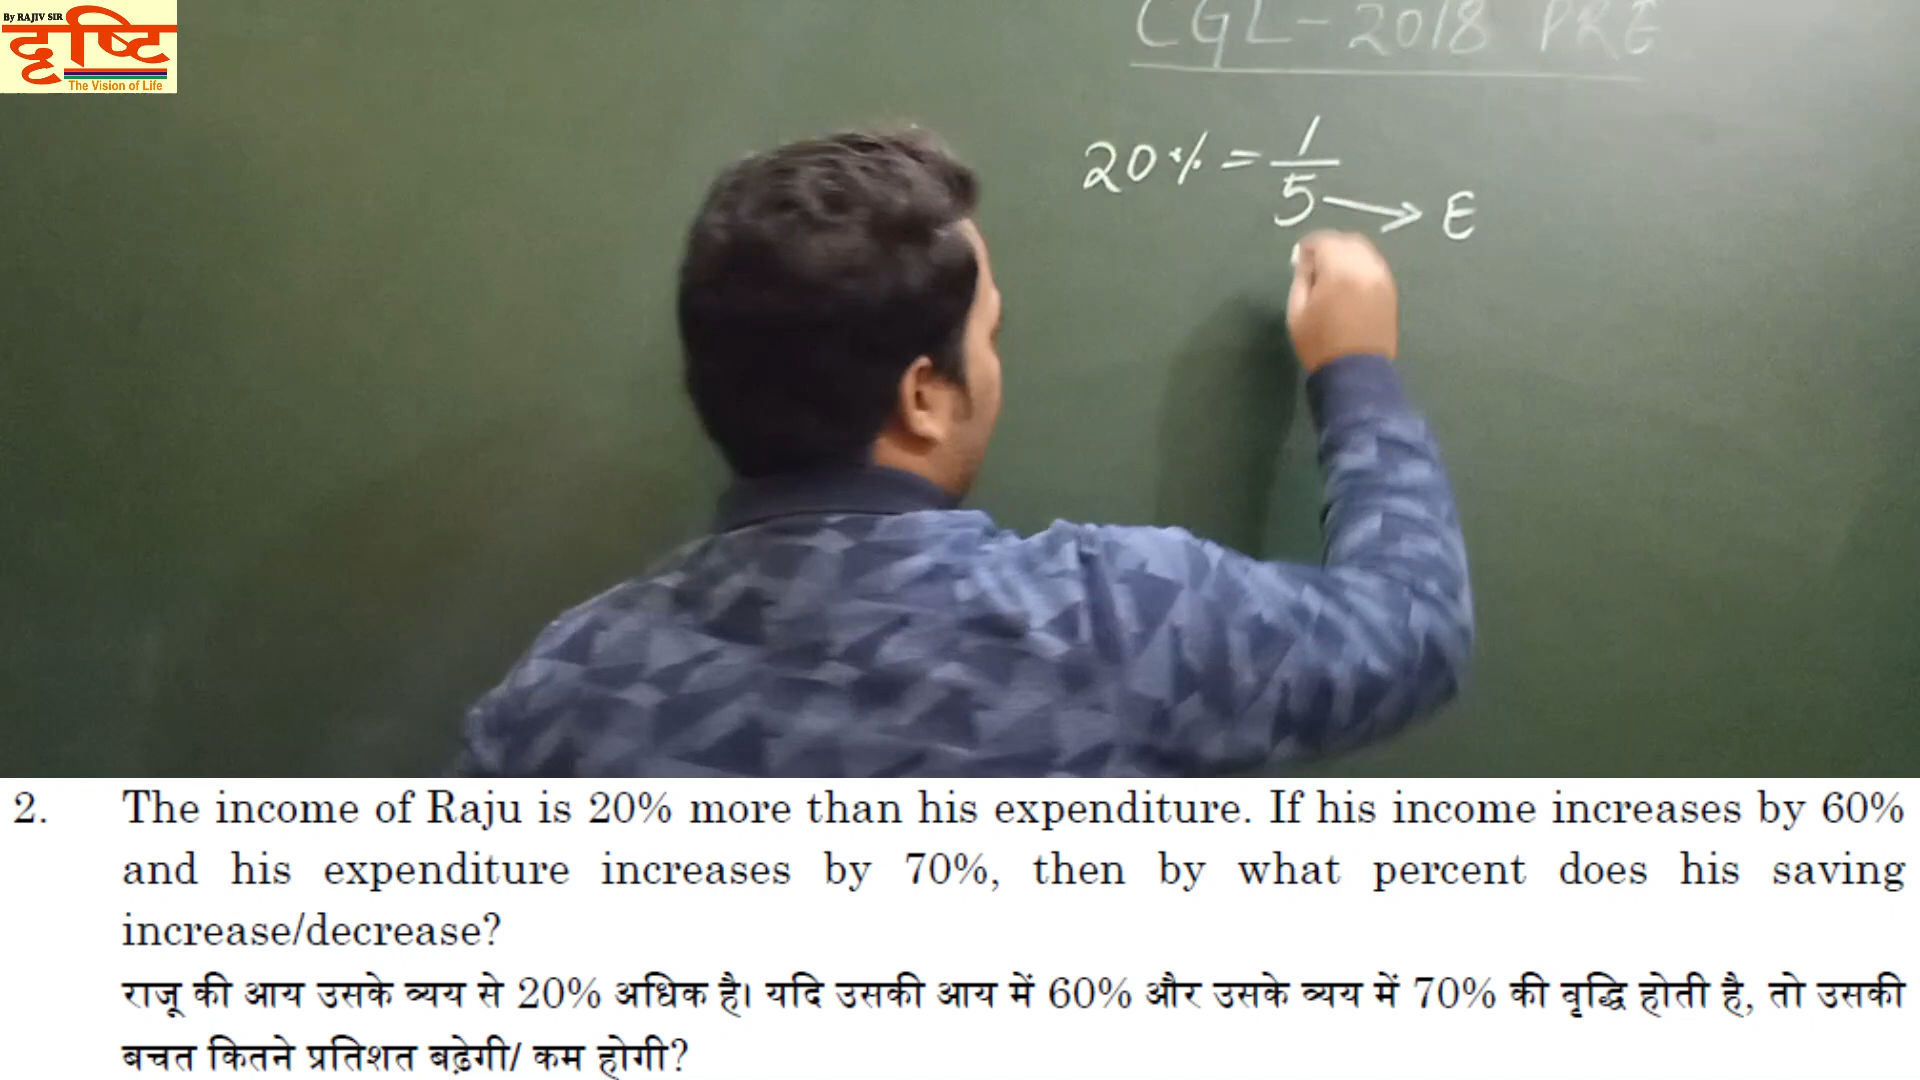 By RAJIV SIR
दृष्टि
The Vision of Life
CGL-2018 PRE
20% = 1/5 → E
2. The income of Raju is 20% more than his expenditure. If his income increases by 60%
and his expenditure increases by 70%, then by what percent does his saving
increase/decrease?
राजू की आय उसके व्यय से 20% अधिक है। यदि उसकी आय में 60% और उसके व्यय में 70% की वृद्धि होती है, तो उसकी
बचत कितने प्रतिशत बढ़ेगी/ कम होगी?